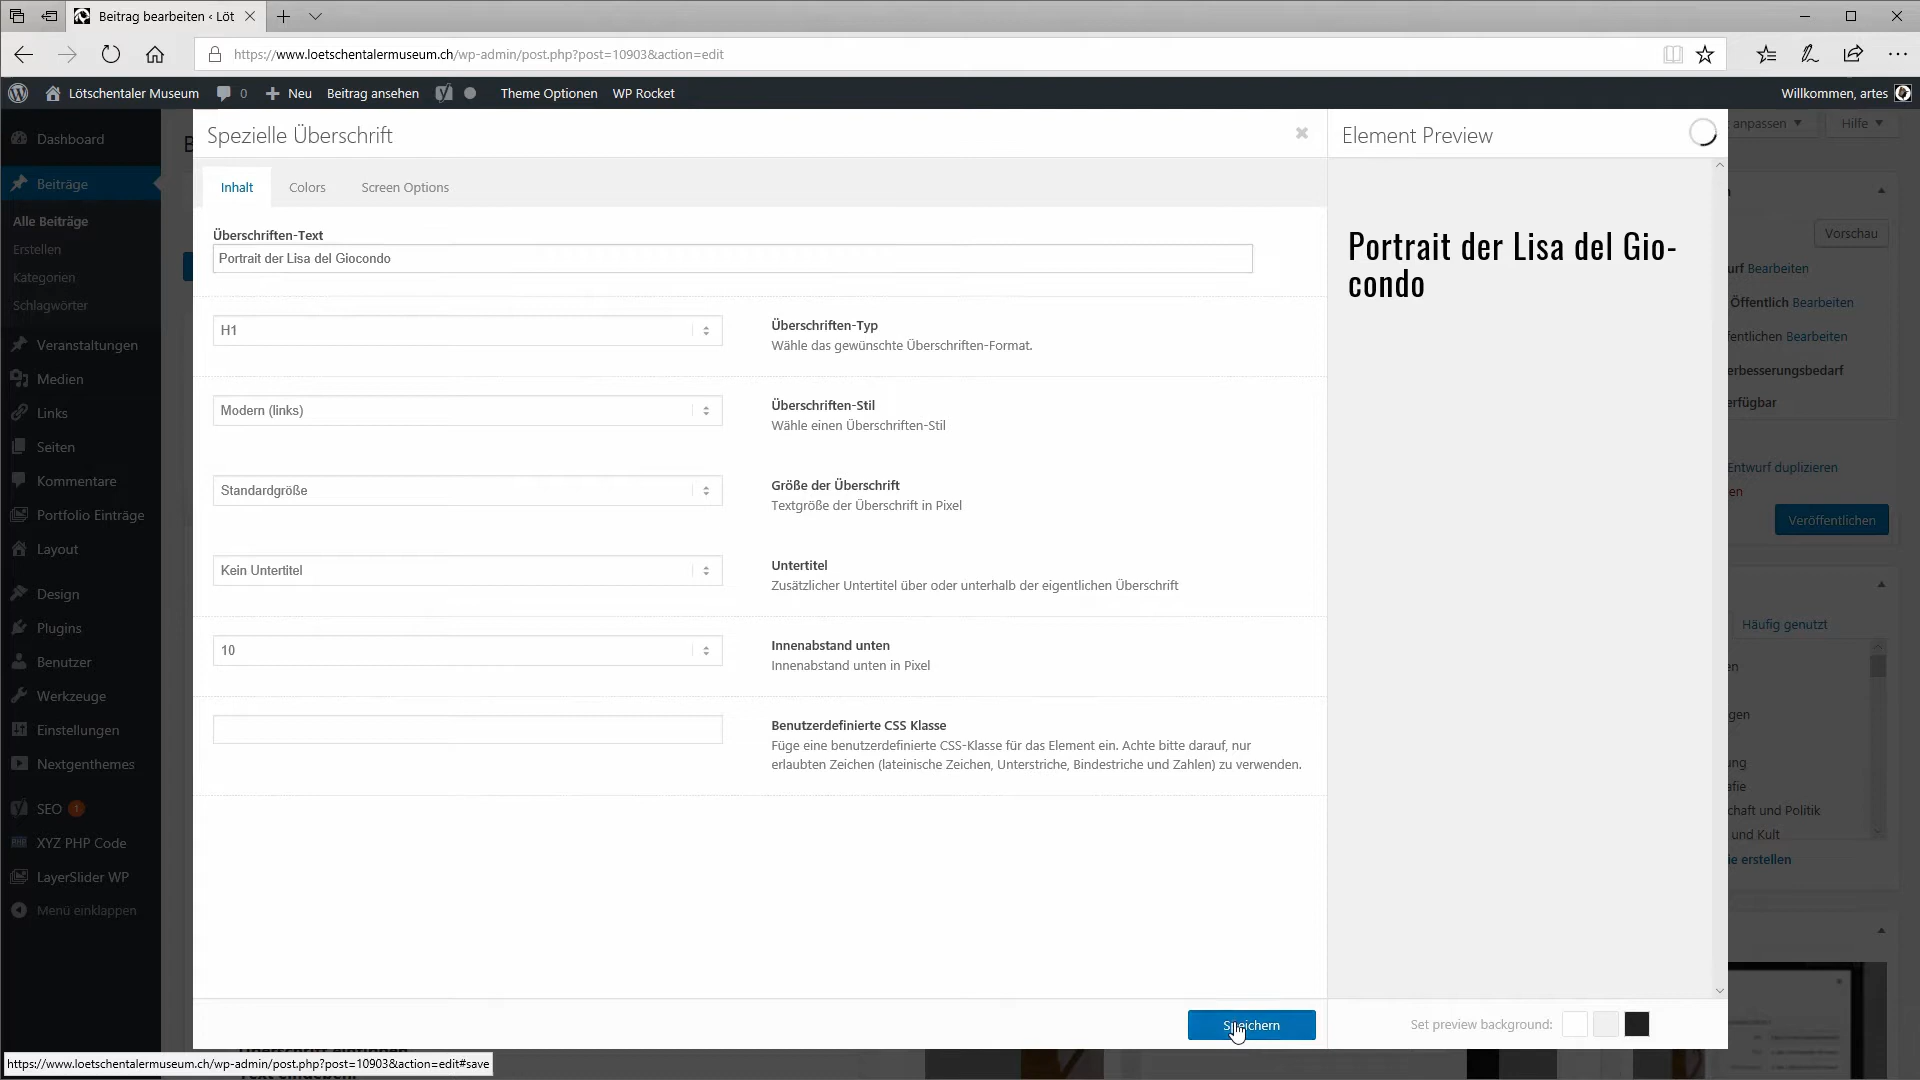 Beitrag bearbeiten ‹ Löt
https://www.loetschentalermuseum.ch/wp-admin/post.php?post=10903&action=edit
Lötschentaler Museum
0
Neu
Beitrag ansehen
Theme Optionen
WP Rocket
Willkommen, artes
Dashboard
Beiträge
Alle Beiträge
Erstellen
Kategorien
Schlagwörter
Veranstaltungen
Medien
Links
Seiten
Kommentare
Portfolio Einträge
Layout
Design
Plugins
Benutzer
Werkzeuge
Einstellungen
Nextgenthemes
SEO 1
XYZ PHP Code
LayerSlider WP
Menü einklappen
Spezielle Überschrift
Inhalt
Colors
Screen Options
Überschriften-Text
Portrait der Lisa del Giocondo
H1
Überschriften-Typ
Wähle das gewünschte Überschriften-Format.
Modern (links)
Überschriften-Stil
Wähle einen Überschriften-Stil
Standardgröße
Größe der Überschrift
Textgröße der Überschrift in Pixel
Kein Untertitel
Untertitel
Zusätzlicher Untertitel über oder unterhalb der eigentlichen Überschrift
10
Innenabstand unten
Innenabstand unten in Pixel
Benutzerdefinierte CSS Klasse
Füge eine benutzerdefinierte CSS-Klasse für das Element ein. Achte bitte darauf, nur
erlaubten Zeichen (lateinische Zeichen, Unterstriche, Bindestriche und Zahlen) zu verwenden.
Speichern
Element Preview
Portrait der Lisa del Gio-
condo
Set preview background:
t anpassen
Hilfe
Vorschau
urf Bearbeiten
Öffentlich Bearbeiten
fentlichen Bearbeiten
erbesserungsbedarf
erfügbar
Entwurf duplizieren
en
Veröffentlichen
Häufig genutzt
en
gen
ng
afie
chaft und Politik
und Kult
ie erstellen
https://www.loetschentalermuseum.ch/wp-admin/post.php?post=10903&action=edit#save